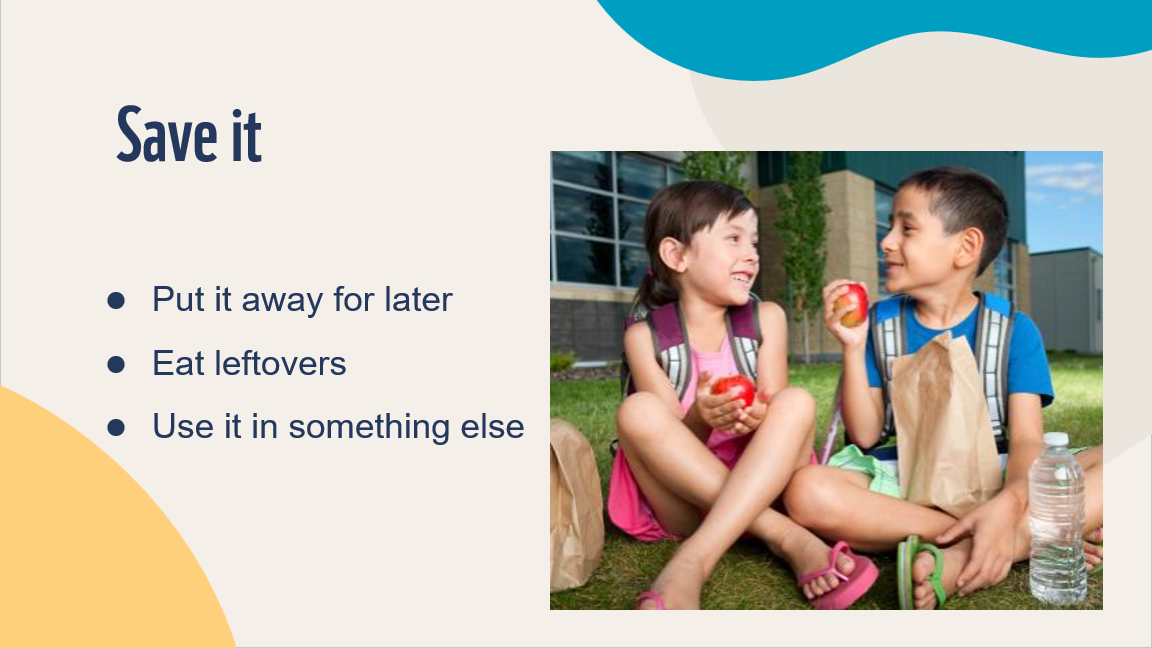 Save it
● Put it away for later
● Eat leftovers
● Use it in something else